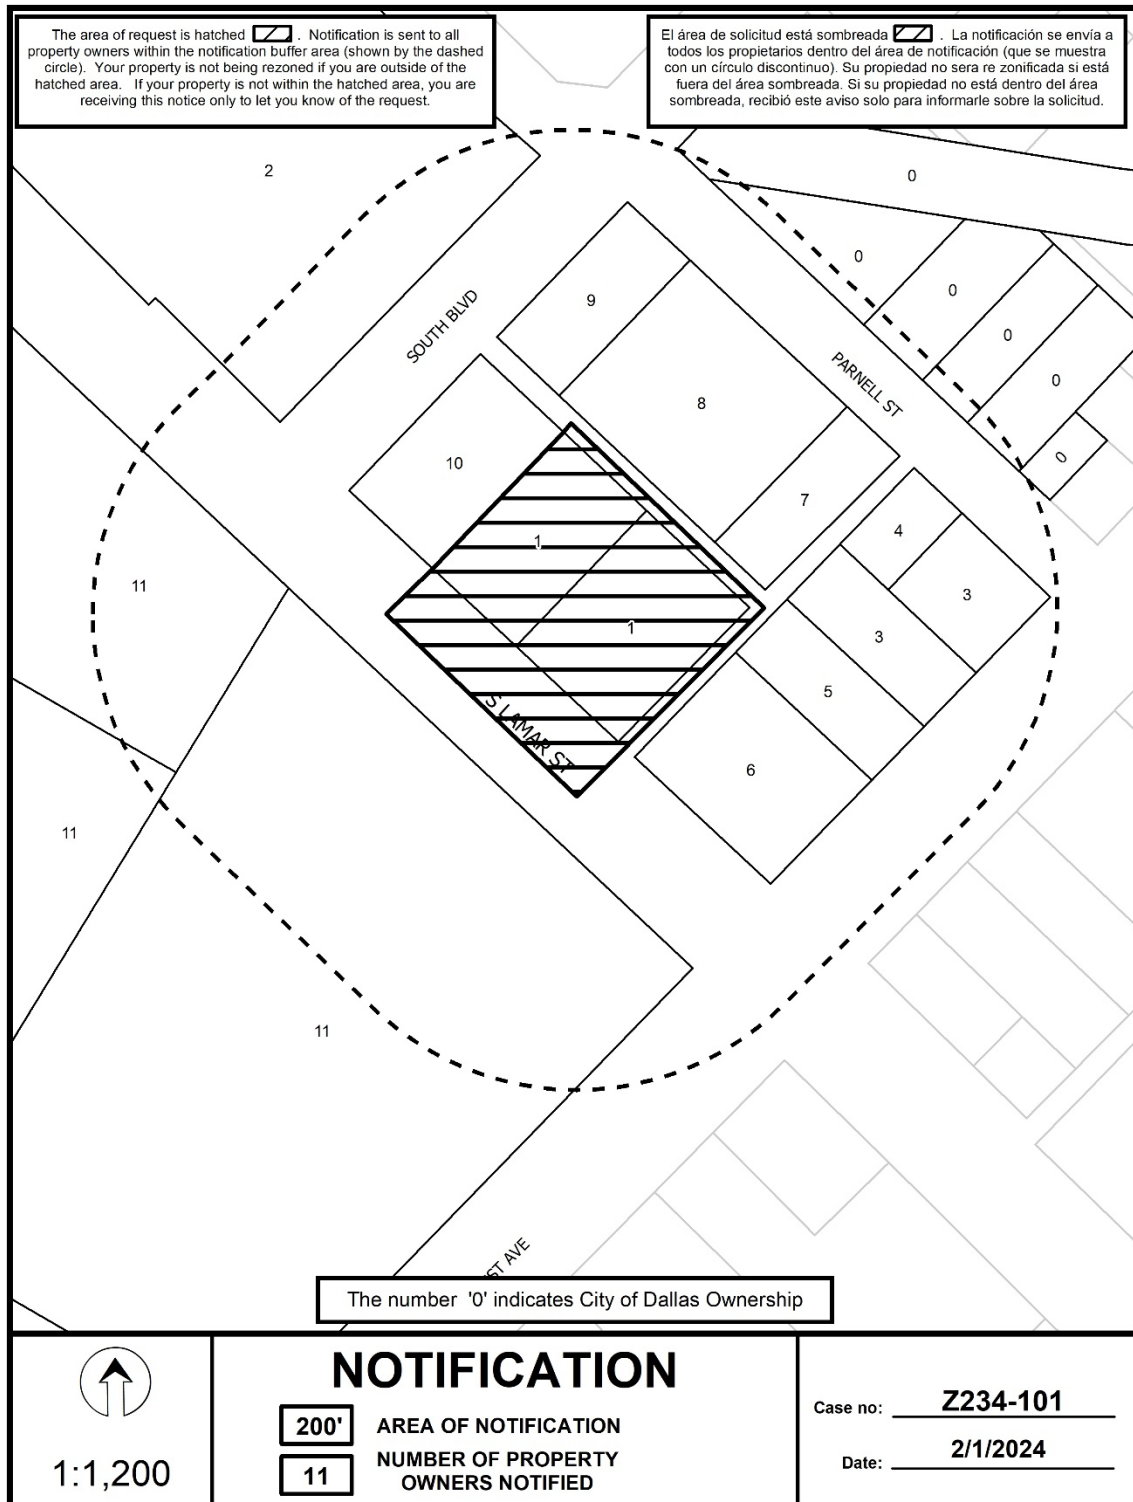 The area of request is hatched . Notification is sent to all
property owners within the notification buffer area (shown by the dashed
circle). Your property is not being rezoned if you are outside of the
hatched area. If your property is not within the hatched area, you are
receiving this notice only to let you know of the request.
El área de solicitud está sombreada . La notificación se envía a
todos los propietarios dentro del área de notificación (que se muestra
con un círculo discontinuo). Su propiedad no sera re zonificada si está
fuera del área sombreada. Si su propiedad no está dentro del área
sombreada, recibió este aviso solo para informarle sobre la solicitud.
2
0
0
0
0
0
0
9
SOUTH BLVD
PARNELL ST
8
10
7
4
1
3
11
1
3
5
S LAMAR ST
6
11
11
ST AVE
The number '0' indicates City of Dallas Ownership
1:1,200
NOTIFICATION
200' AREA OF NOTIFICATION
11 NUMBER OF PROPERTY
OWNERS NOTIFIED
Case no: Z234-101
Date: 2/1/2024